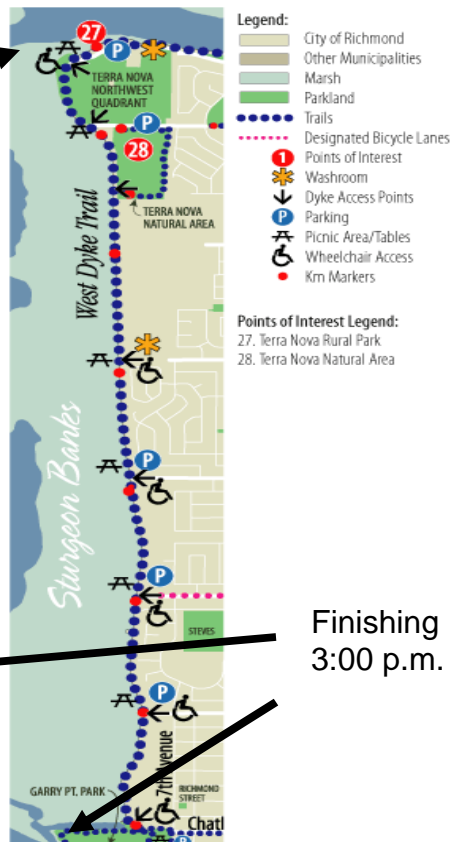 27
P
TERRA NOVA
NORTHWEST
QUADRANT
P
28
TERRA NOVA
NATURAL AREA
West Dyke Trail
Sturgeon Banks
P
P
STEVES
P
7th Avenue
GARRY PT. PARK
RICHMOND
STREET
Chatl
P
Legend:
City of Richmond
Other Municipalities
Marsh
Parkland
Trails
Designated Bicycle Lanes
1 Points of Interest
Washroom
Dyke Access Points
P Parking
Picnic Area/Tables
Wheelchair Access
Km Markers
Points of Interest Legend:
27. Terra Nova Rural Park
28. Terra Nova Natural Area
Finishing
3:00 p.m.